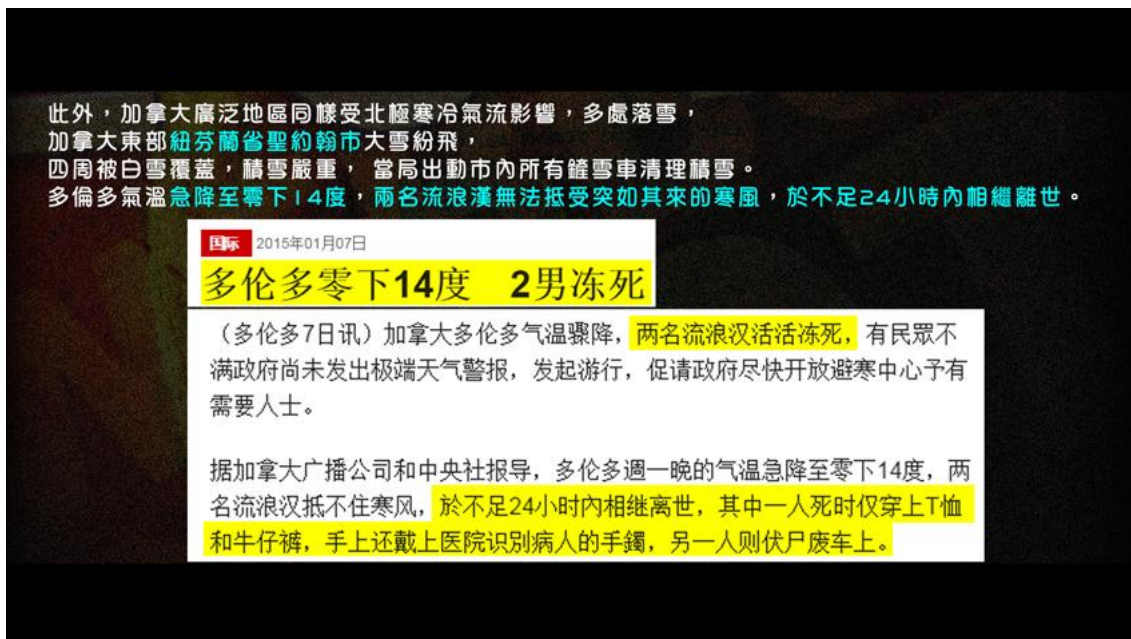 此外，加拿大廣泛地區同樣受北極寒冷氣流影響，多處落雪，
加拿大東部紐芬蘭省聖約翰市大雪紛飛，
四周被白雪覆蓋，積雪嚴重， 當局出動市內所有鏟雪車清理積雪。
多倫多氣溫急降至零下14度，兩名流浪漢無法抵受突如其來的寒風，於不足24小時內相繼離世。
国际 2015年01月07日
多伦多零下14度 2男冻死
（多伦多7日讯）加拿大多伦多气温骤降，两名流浪汉活活冻死，有民眾不
满政府尚未发出极端天气警报，发起游行，促请政府尽快开放避寒中心予有
需要人士。
据加拿大广播公司和中央社报导，多伦多週一晚的气温急降至零下14度，两
名流浪汉抵不住寒风，於不足24小时內相继离世，其中一人死时仅穿上T恤
和牛仔裤，手上还戴上医院识別病人的手鐲，另一人则伏尸废车上。